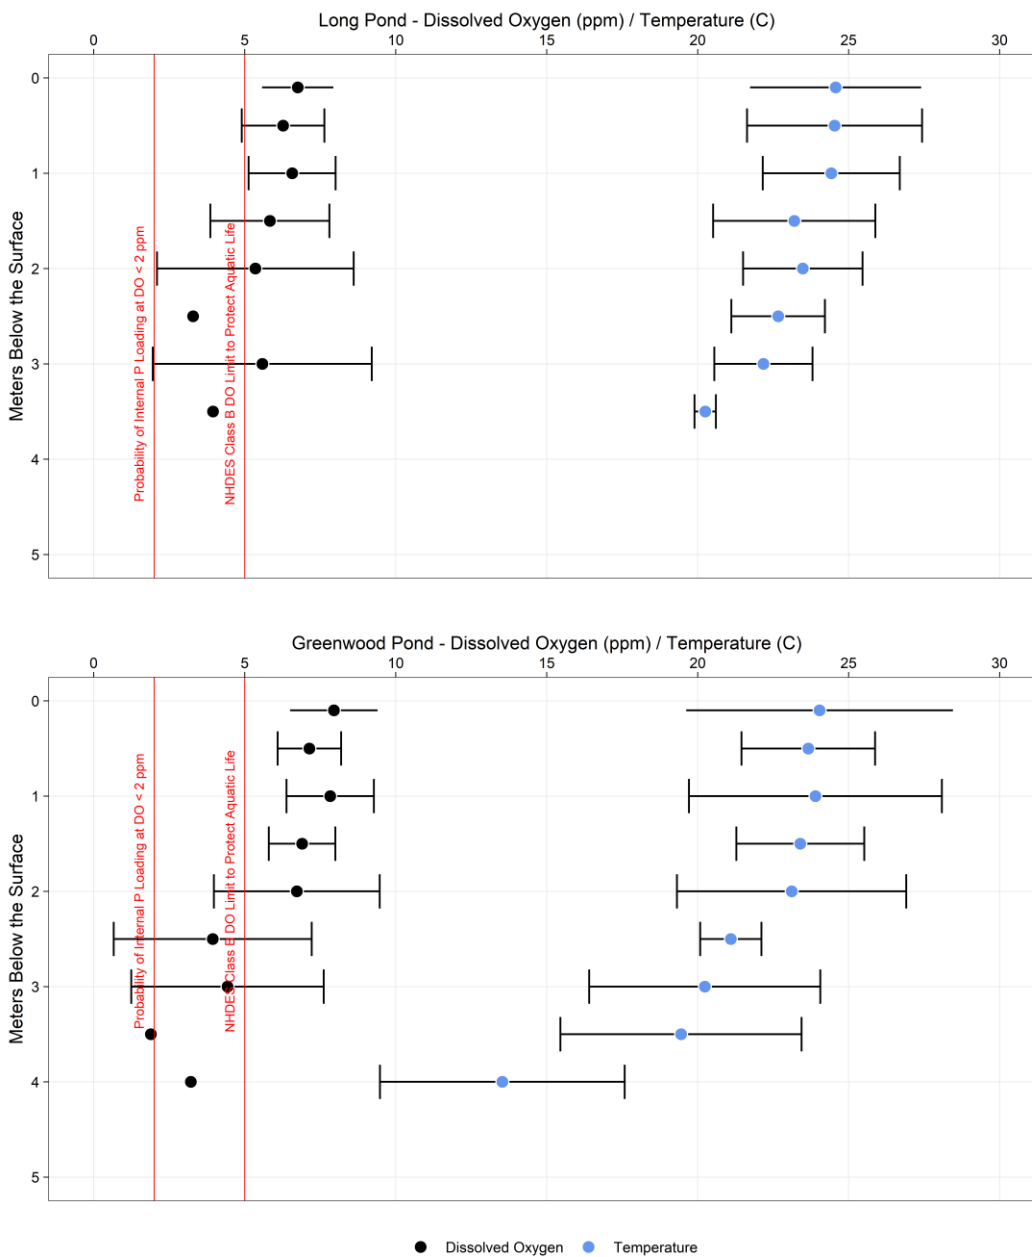 Long Pond - Dissolved Oxygen (ppm) / Temperature (C)
0 5 10 15 20 25 30
Meters Below the Surface
0
1
2
3
4
5
Probability of Internal P Loading at DO < 2 ppm
NHDES Class B DO Limit to Protect Aquatic Life
Greenwood Pond - Dissolved Oxygen (ppm) / Temperature (C)
0 5 10 15 20 25 30
Meters Below the Surface
0
1
2
3
4
5
Probability of Internal P Loading at DO < 2 ppm
NHDES Class B DO Limit to Protect Aquatic Life
Dissolved Oxygen Temperature